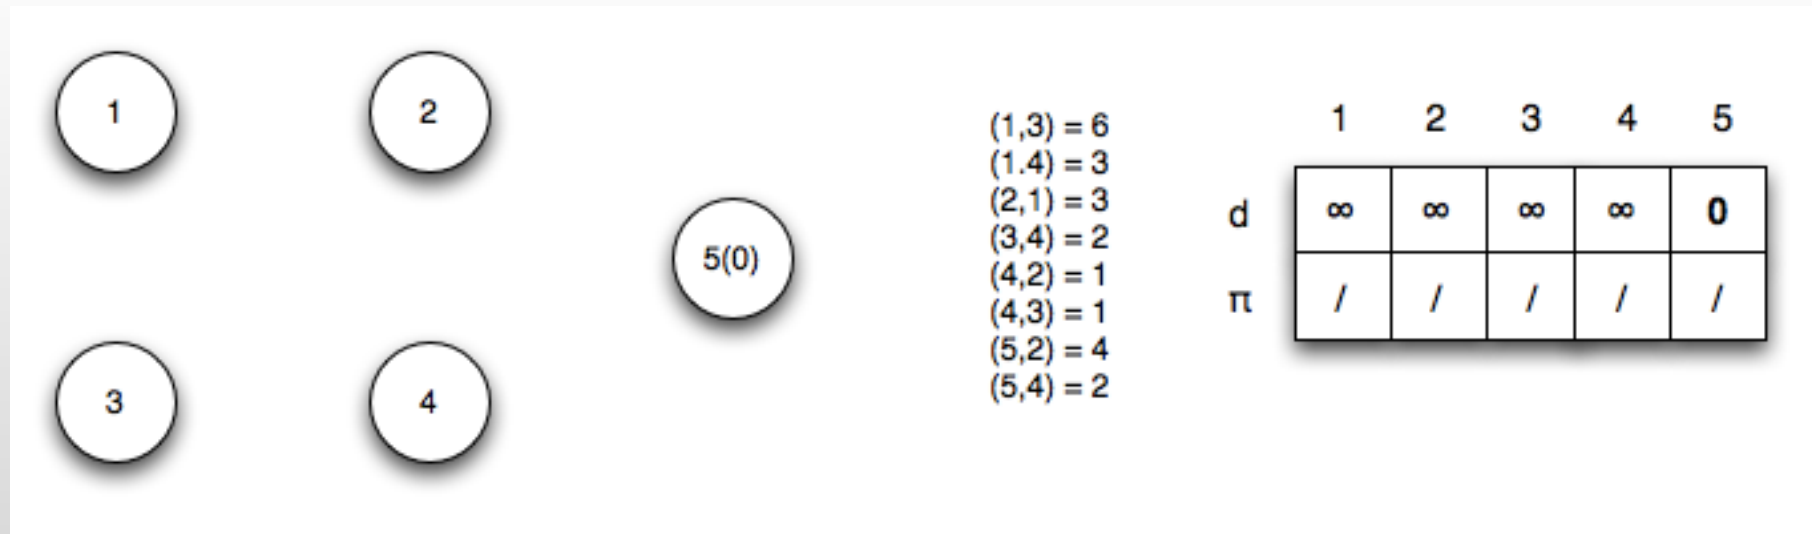 1
2
5(0)
3
4
(1,3) = 6
(1.4) = 3
(2,1) = 3
(3,4) = 2
(4,2) = 1
(4,3) = 1
(5,2) = 4
(5,4) = 2
1 2 3 4 5
d ∞ ∞ ∞ ∞ 0
π / / / / /